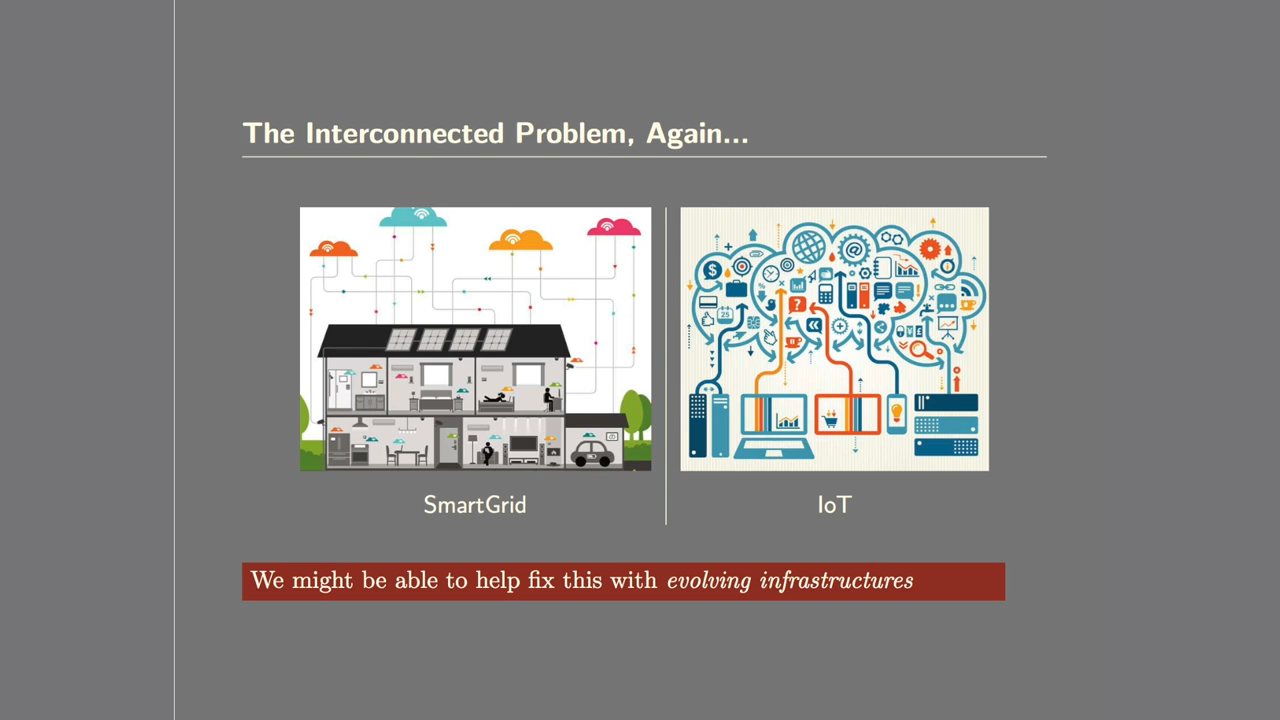 The Interconnected Problem, Again...
SmartGrid
IoT
We might be able to help fix this with evolving infrastructures